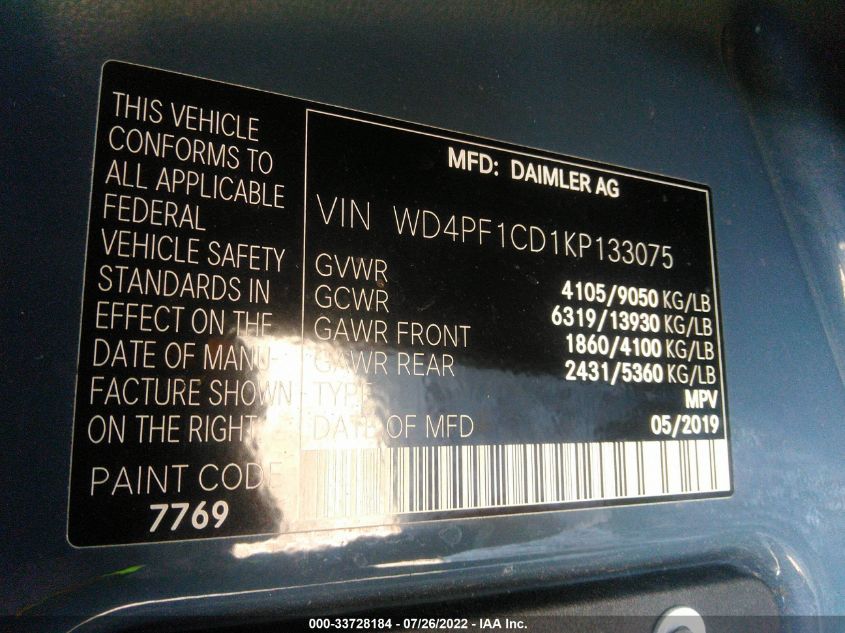 THIS VEHICLE
CONFORMS TO
ALL APPLICABLE
FEDERAL
VEHICLE SAFETY
STANDARDS IN
EFFECT ON THE
DATE OF MANU-
FACTURE SHOWN
ON THE RIGHT
PAINT CODE
7769
MFD: DAIMLER AG
VIN WD4PF1CD1KP133075
GVWR 4105/9050 KG/LB
GCWR 6319/13930 KG/LB
GAWR FRONT 1860/4100 KG/LB
GAWR REAR 2431/5360 KG/LB
TYPE MPV
DATE OF MFD 05/2019
000-33728184 / 07/26/2022 - IAA Inc.